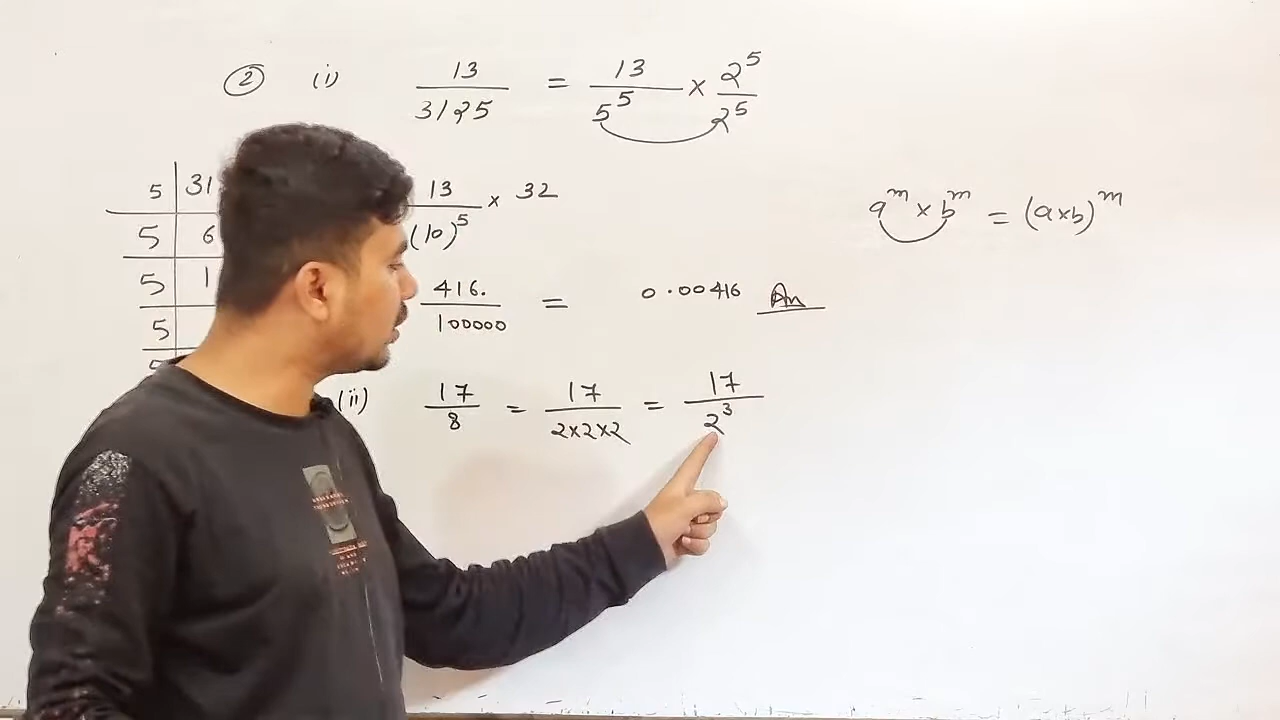 ② (i) 13/3125 = 13/5^5 × 2^5/2^5
5 | 31
5 | 6
5 | 1
5
5
13/(10)^5 × 32
a^m × b^m = (a×b)^m
416./100000 = 0.00416 An
(ii) 17/8 = 17/2×2×2 = 17/2^3